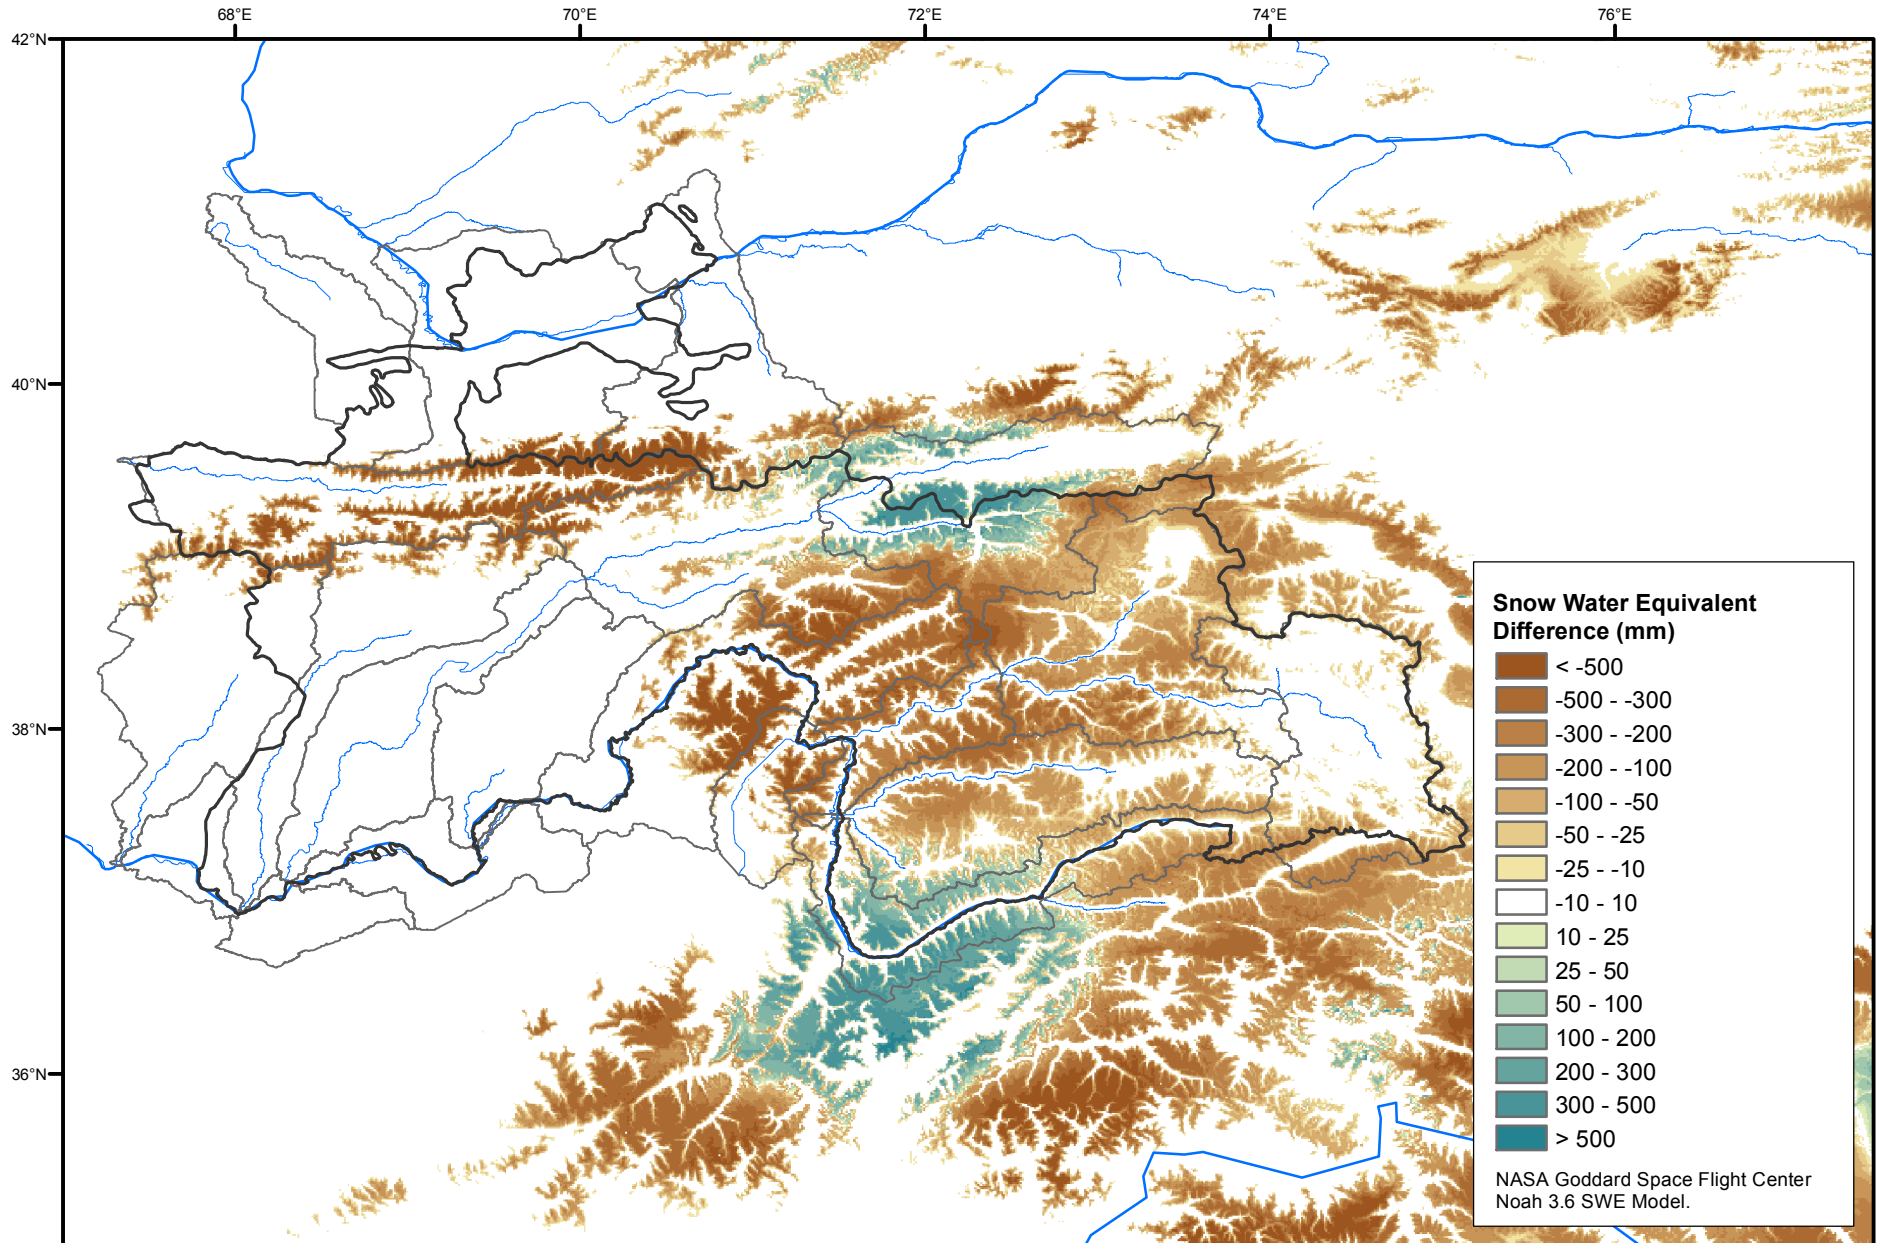 68°E
70°E
72°E
74°E
76°E
42°N
40°N
38°N
36°N
Snow Water Equivalent
Difference (mm)
< -500
-500 - -300
-300 - -200
-200 - -100
-100 - -50
-50 - -25
-25 - -10
-10 - 10
10 - 25
25 - 50
50 - 100
100 - 200
200 - 300
300 - 500
> 500
NASA Goddard Space Flight Center
Noah 3.6 SWE Model.